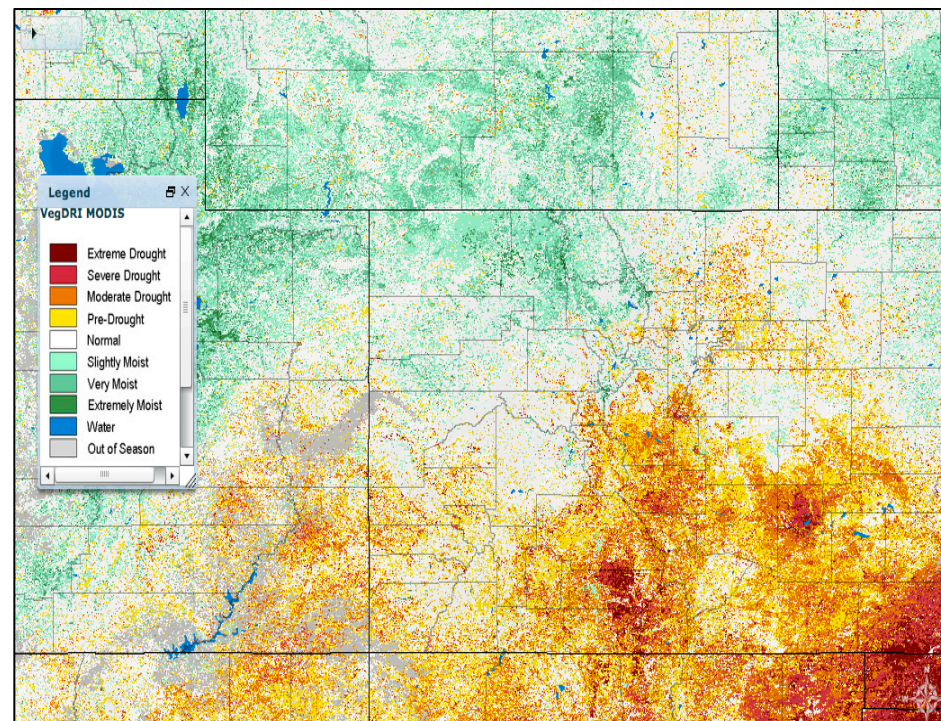 Legend
VegDRI MODIS
Extreme Drought
Severe Drought
Moderate Drought
Pre-Drought
Normal
Slightly Moist
Very Moist
Extremely Moist
Water
Out of Season